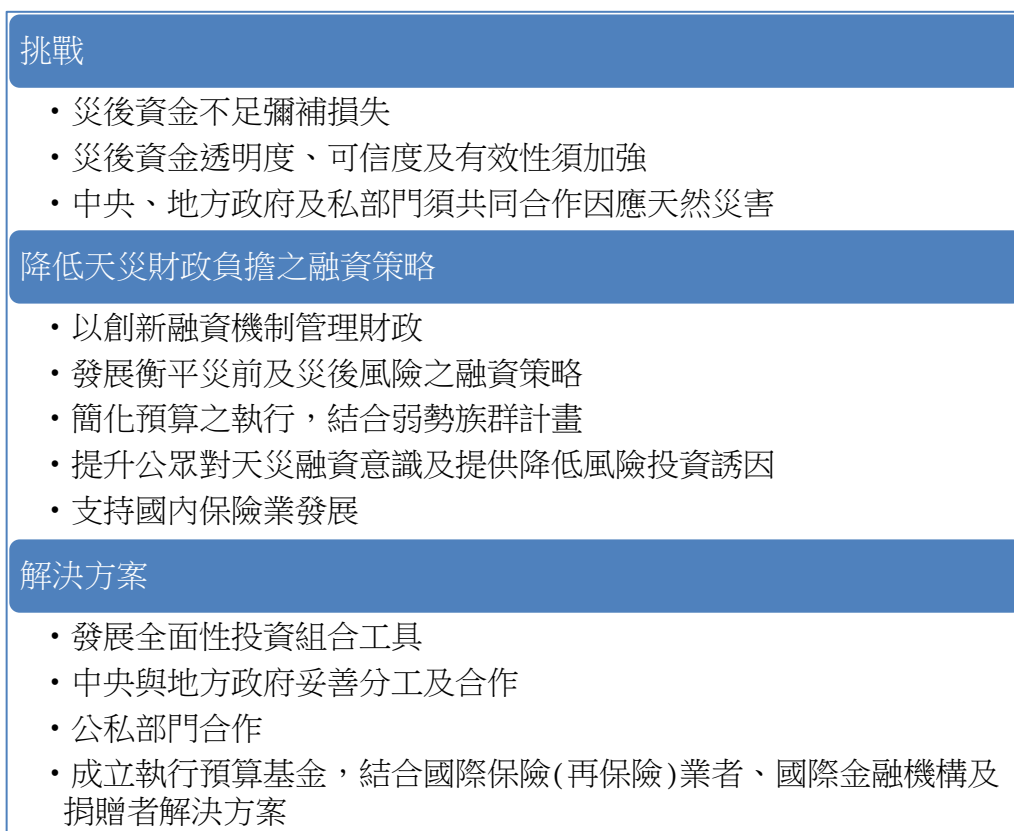 挑戰
•災後資金不足彌補損失
•災後資金透明度、可信度及有效性須加強
•中央、地方政府及私部門須共同合作因應天然災害
降低天災財政負擔之融資策略
•以創新融資機制管理財政
•發展衡平災前及災後風險之融資策略
•簡化預算之執行，結合弱勢族群計畫
•提升公眾對天災融資意識及提供降低風險投資誘因
•支持國內保險業發展
解決方案
•發展全面性投資組合工具
•中央與地方政府妥善分工及合作
•公私部門合作
•成立執行預算基金，結合國際保險(再保險)業者、國際金融機構及
捐贈者解決方案